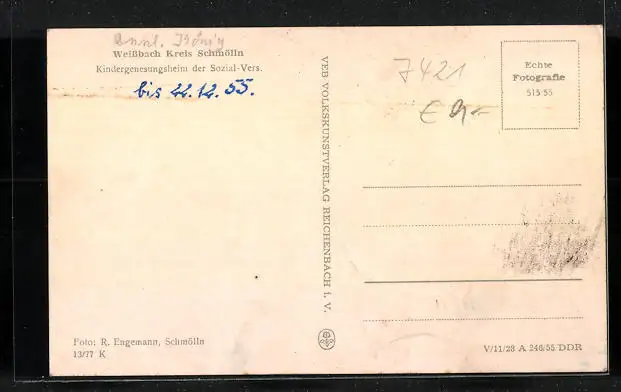 Weißbach Kreis Schmölln
Kindergenesungsheim der Sozial-Vers.
bis 22.12.55.
Foto: R. Engemann, Schmölln
13/77 K
VEB VOLKSKUNSTVERLAG REICHENBACH i. V.
7421
€
Echte
Fotografie
515 55
V/11/28 A 246/55 DDR